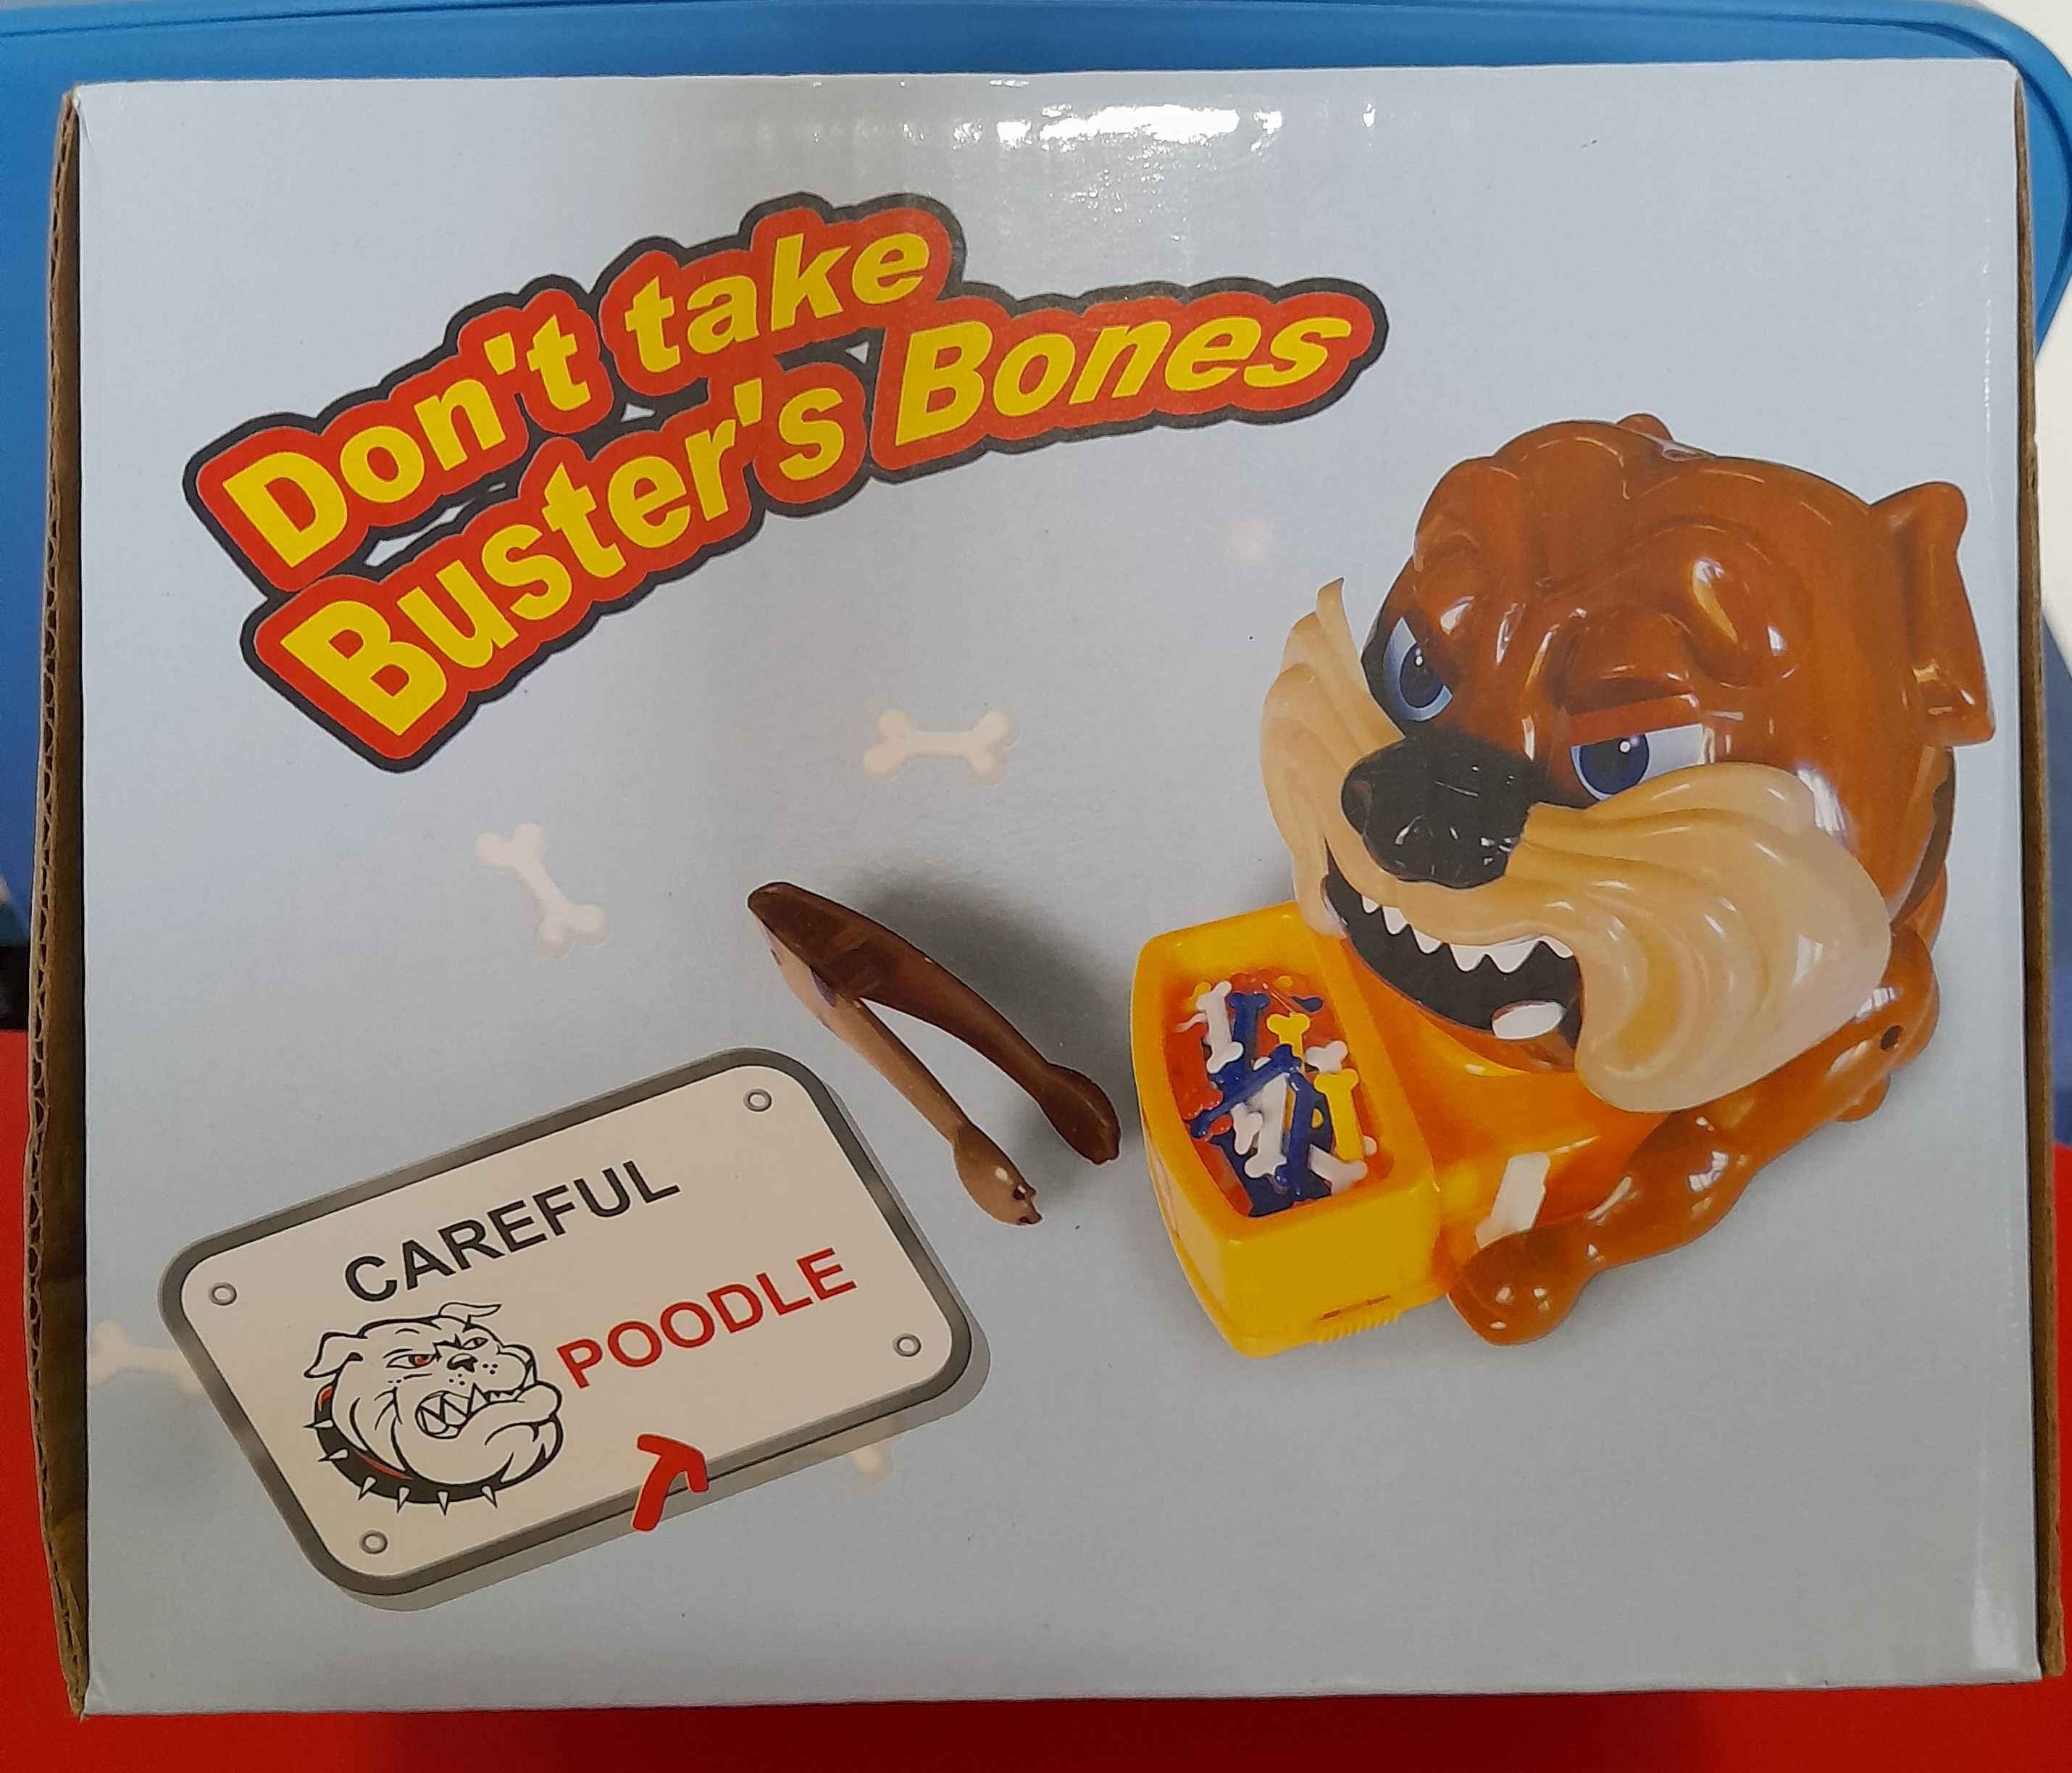 Don't take
Buster's Bones
CAREFUL
POODLE